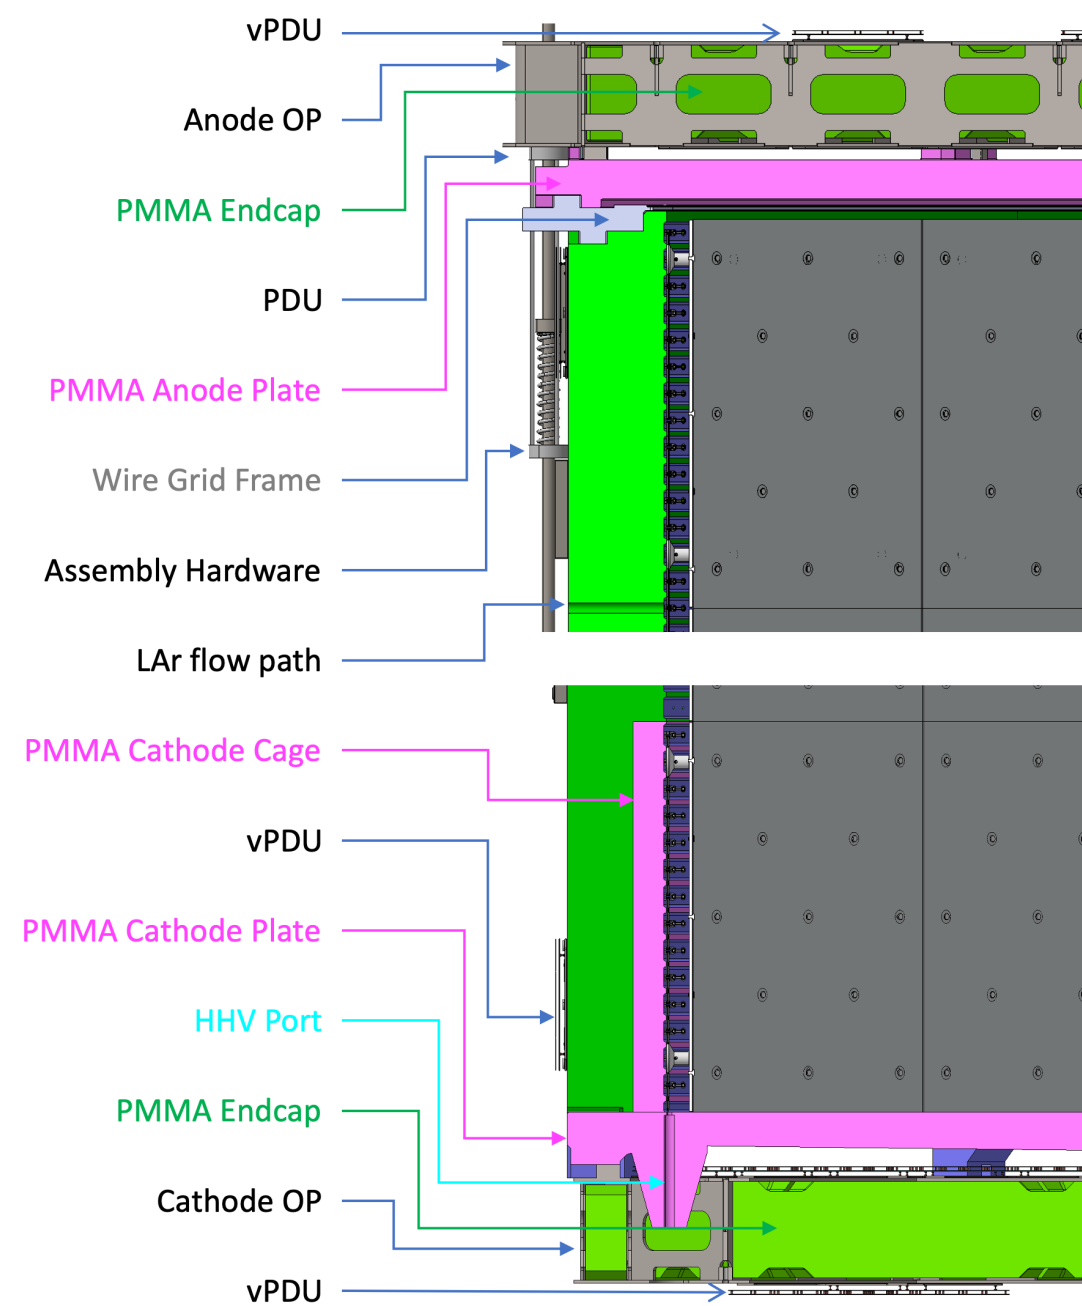 vPDU
Anode OP
PMMA Endcap
PDU
PMMA Anode Plate
Wire Grid Frame
Assembly Hardware
LAr flow path
PMMA Cathode Cage
vPDU
PMMA Cathode Plate
HHV Port
PMMA Endcap
Cathode OP
vPDU